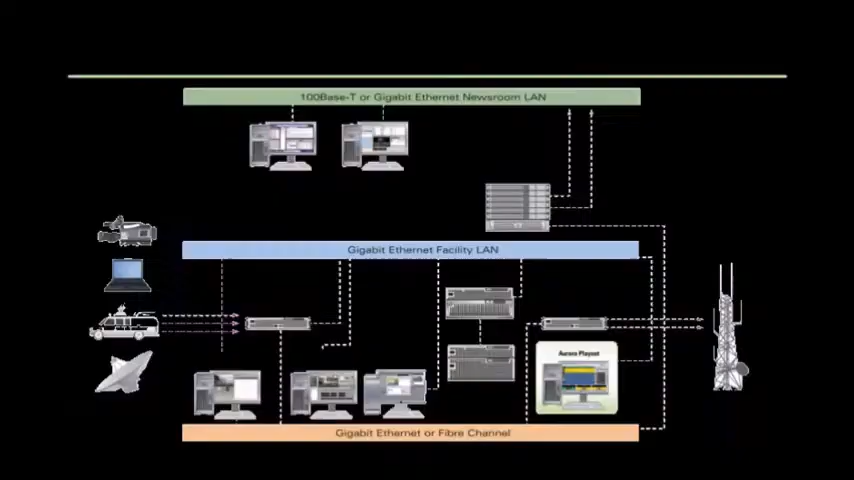 100Base-T or Gigabit Ethernet Newsroom LAN
Gigabit Ethernet Facility LAN
Aurora Playout
Gigabit Ethernet or Fibre Channel